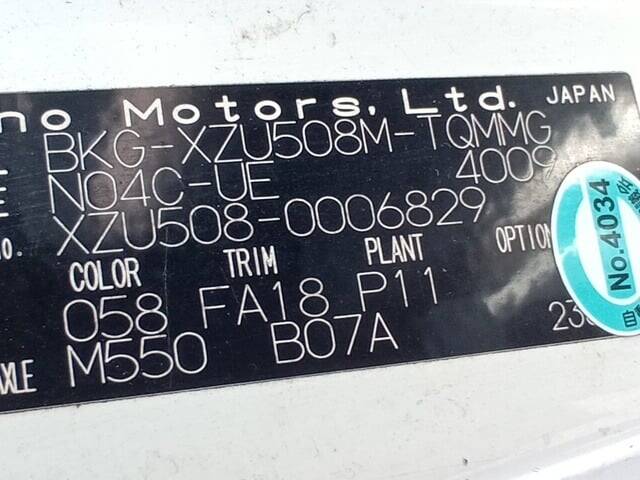 no Motors, Ltd. JAPAN
BKG-XZU508M-TQMMG
N04C-UE 4009
XZU508-0006829
COLOR TRIM PLANT OPTION
058 FA18 P11
AXLE M550 B07A 23
No.4034